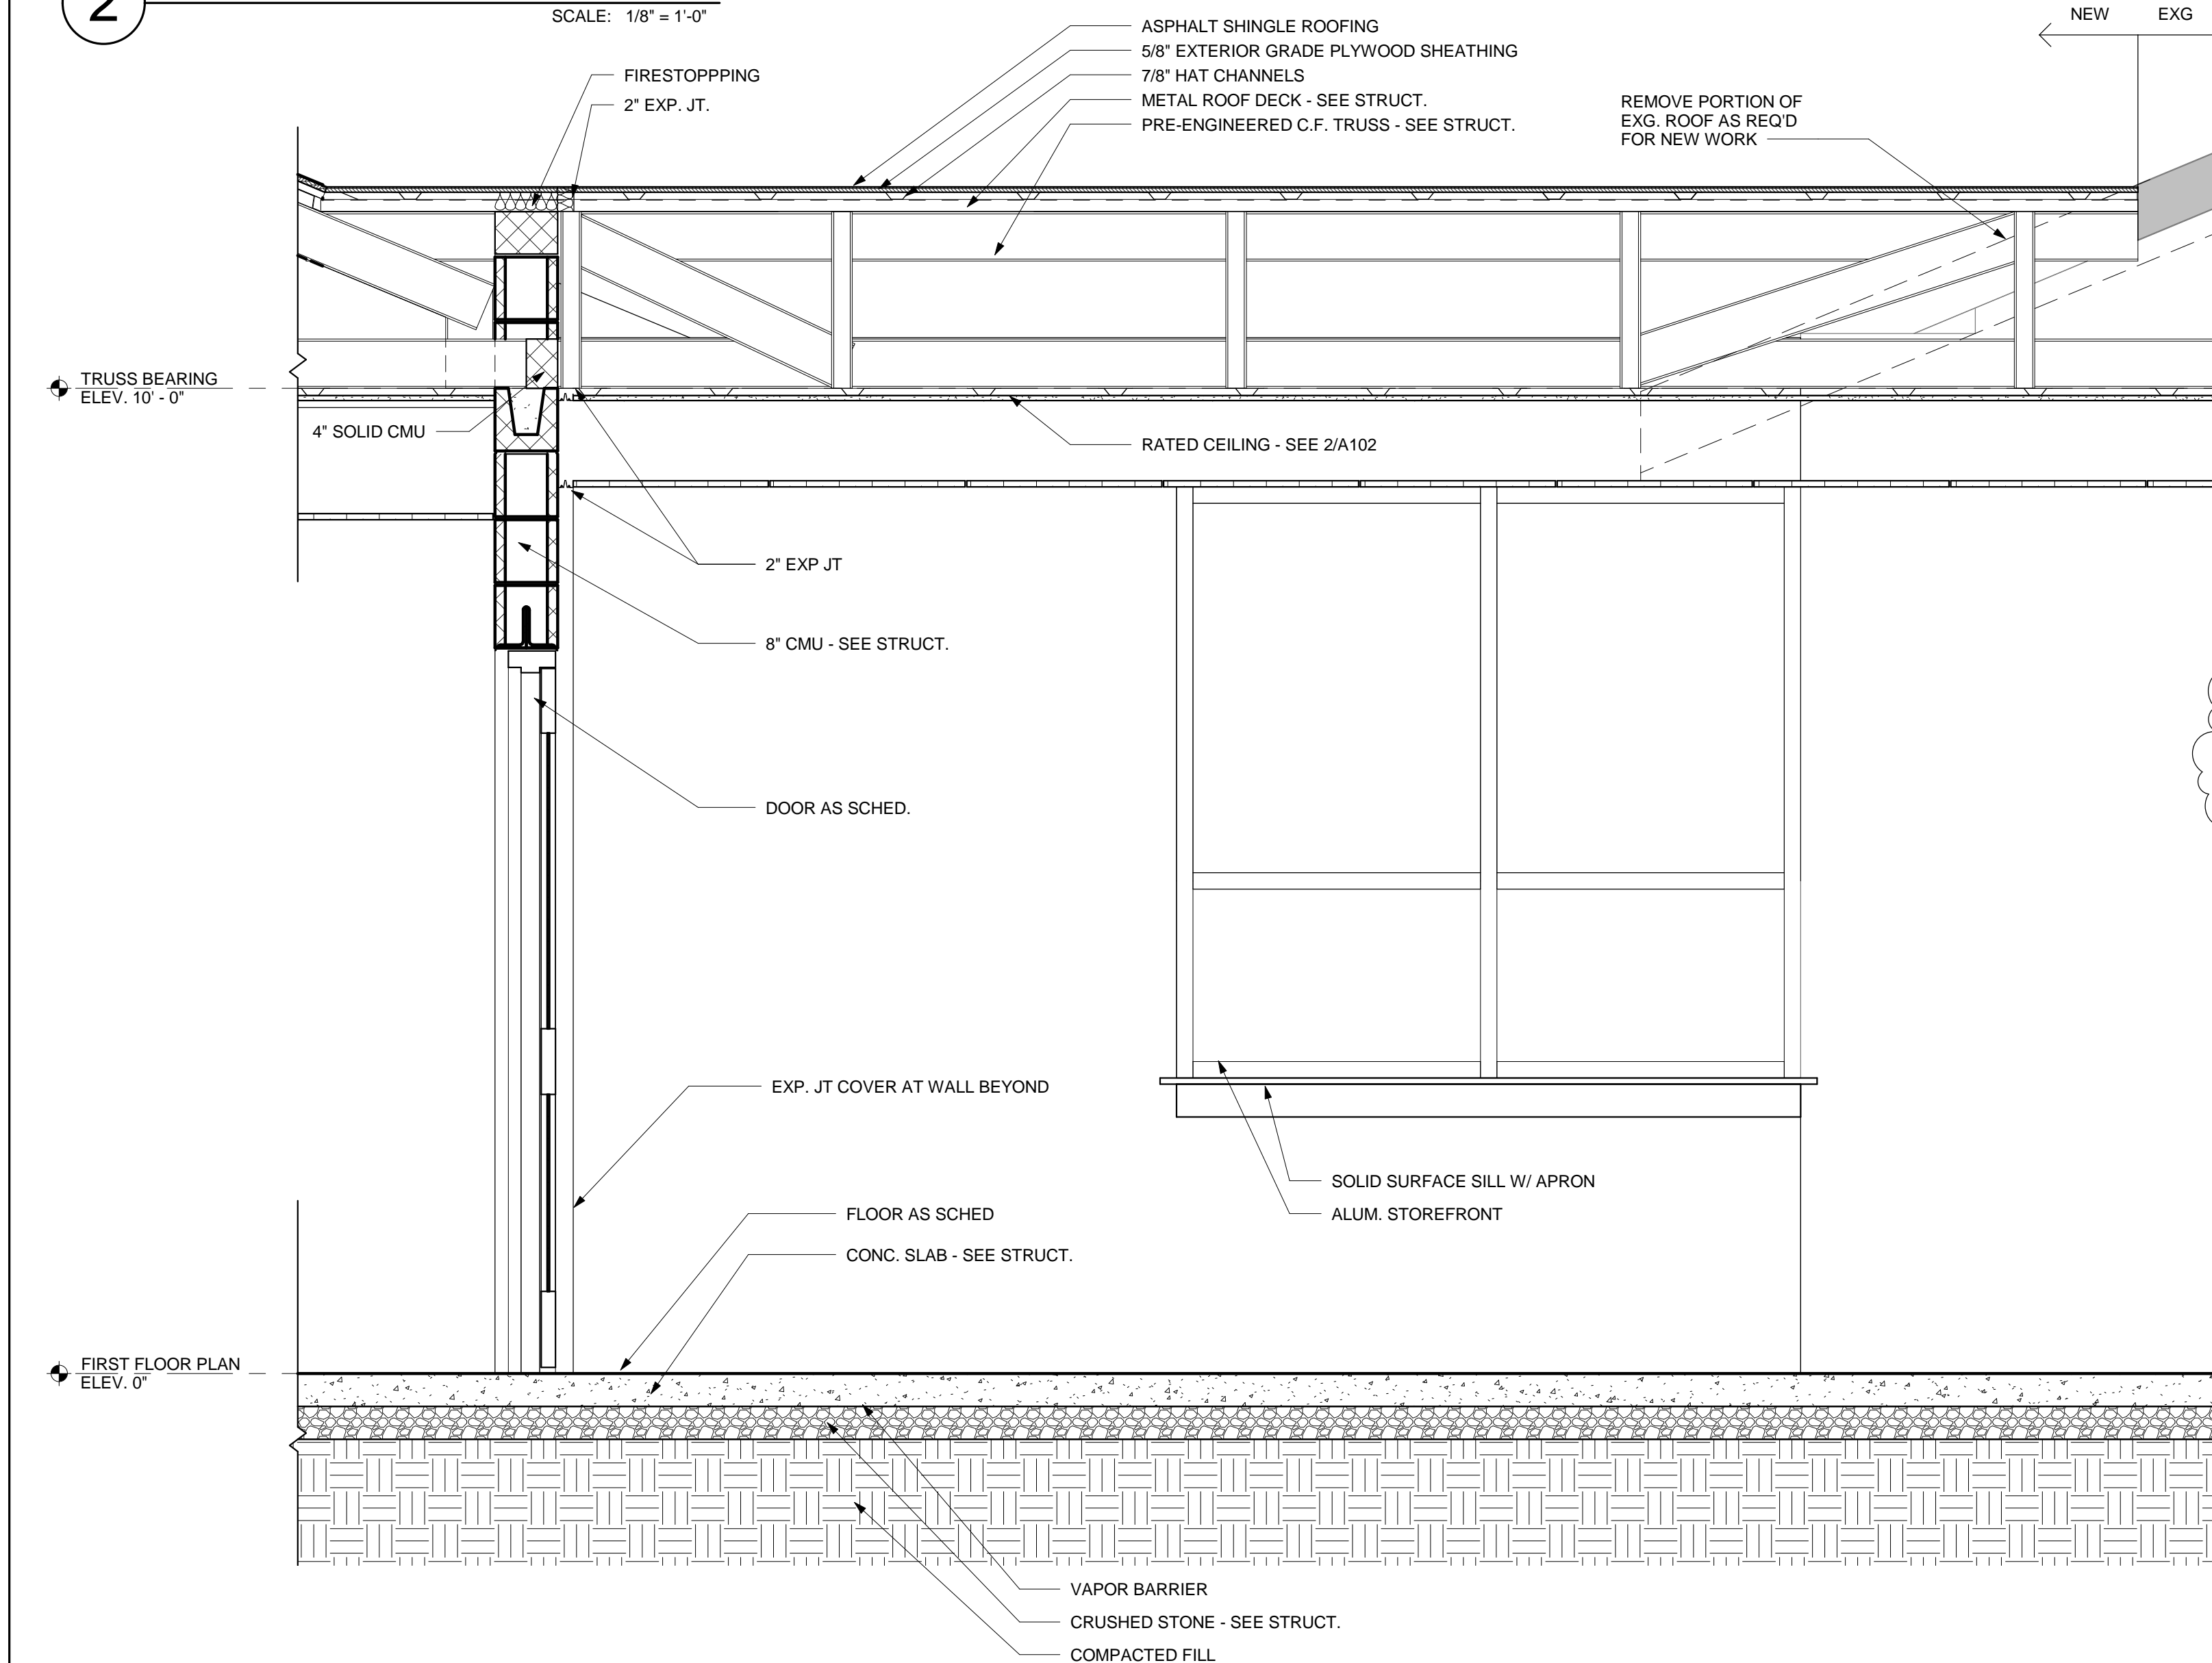 2
SCALE: 1/8" = 1'-0"
NEW EXG
ASPHALT SHINGLE ROOFING
5/8" EXTERIOR GRADE PLYWOOD SHEATHING
7/8" HAT CHANNELS
METAL ROOF DECK - SEE STRUCT.
PRE-ENGINEERED C.F. TRUSS - SEE STRUCT.
FIRESTOPPPING
2" EXP. JT.
REMOVE PORTION OF
EXG. ROOF AS REQ'D
FOR NEW WORK
TRUSS BEARING
ELEV. 10' - 0"
4" SOLID CMU
RATED CEILING - SEE 2/A102
2" EXP JT
8" CMU - SEE STRUCT.
DOOR AS SCHED.
EXP. JT COVER AT WALL BEYOND
SOLID SURFACE SILL W/ APRON
ALUM. STOREFRONT
FLOOR AS SCHED
CONC. SLAB - SEE STRUCT.
FIRST FLOOR PLAN
ELEV. 0"
VAPOR BARRIER
CRUSHED STONE - SEE STRUCT.
COMPACTED FILL